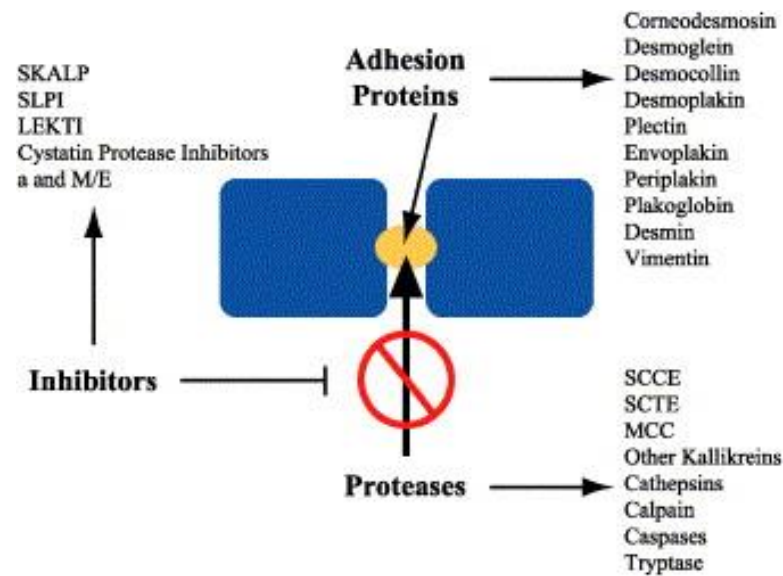 SKALP
SLPI
LEKTI
Cystatin Protease Inhibitors
a and M/E
Adhesion
Proteins
Corneodesmosin
Desmoglein
Desmocollin
Desmoplakin
Plectin
Envoplakin
Periplakin
Plakoglobin
Desmin
Vimentin
Inhibitors
Proteases
SCCE
SCTE
MCC
Other Kallikreins
Cathepsins
Calpain
Caspases
Tryptase